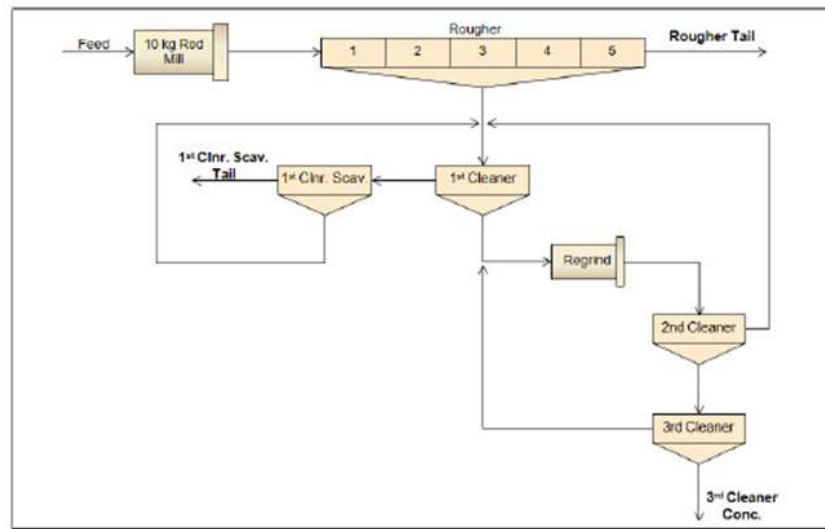 Rougher
Feed
10 kg Rod
Mill
1
2
3
4
5
Rougher Tail
1st Clnr. Scav.
Tail
1st Clnr. Scav.
1st Cleaner
Regrind
2nd Cleaner
3rd Cleaner
3rd Cleaner
Conc.